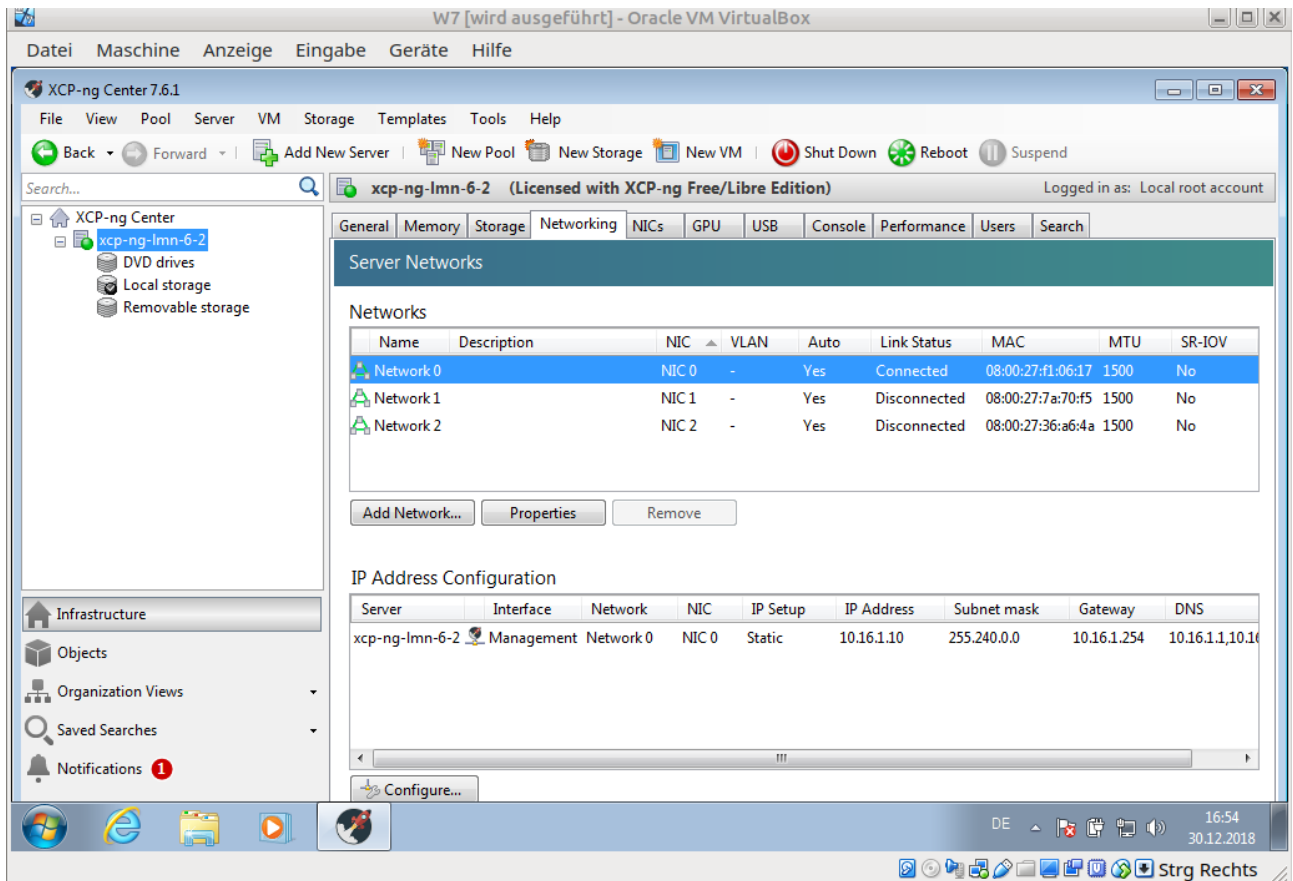 W7 [wird ausgeführt] - Oracle VM VirtualBox
Datei Maschine Anzeige Eingabe Geräte Hilfe
XCP-ng Center 7.6.1
File View Pool Server VM Storage Templates Tools Help
Back Forward Add New Server New Pool New Storage New VM Shut Down Reboot Suspend
Search...
xcp-ng-lmn-6-2 (Licensed with XCP-ng Free/Libre Edition) Logged in as: Local root account
XCP-ng Center
xcp-ng-lmn-6-2
DVD drives
Local storage
Removable storage
General Memory Storage Networking NICs GPU USB Console Performance Users Search
Server Networks
Networks
Name Description NIC VLAN Auto Link Status MAC MTU SR-IOV
Network 0 NIC 0 - Yes Connected 08:00:27:f1:06:17 1500 No
Network 1 NIC 1 - Yes Disconnected 08:00:27:7a:70:f5 1500 No
Network 2 NIC 2 - Yes Disconnected 08:00:27:36:a6:4a 1500 No
Add Network... Properties Remove
IP Address Configuration
Server Interface Network NIC IP Setup IP Address Subnet mask Gateway DNS
xcp-ng-lmn-6-2 Management Network 0 NIC 0 Static 10.16.1.10 255.240.0.0 10.16.1.254 10.16.1.1,10.16
Configure...
Infrastructure
Objects
Organization Views
Saved Searches
Notifications 1
DE 16:54
30.12.2018
Strg Rechts